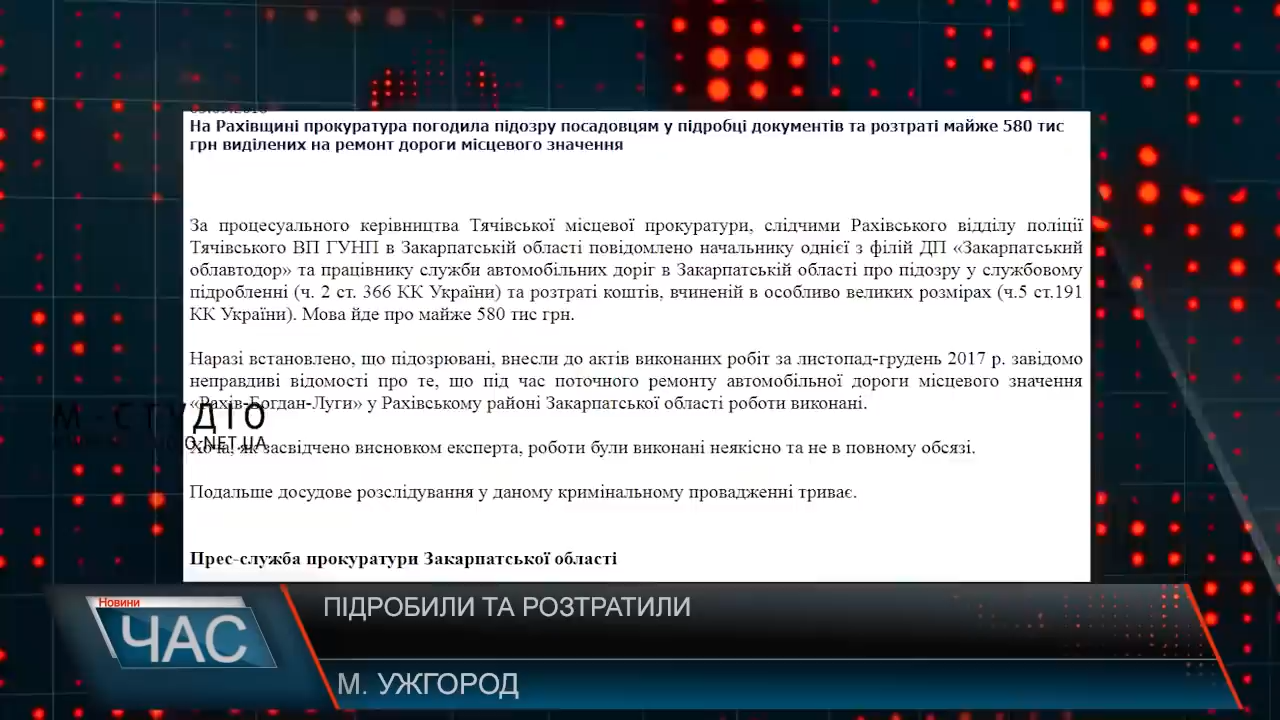 На Рахівщині прокуратура погодила підозру посадовцям у підробці документів та розтраті майже 580 тис
грн виділених на ремонт дороги місцевого значення
За процесуального керівництва Тячівської місцевої прокуратури, слідчими Рахівського відділу поліції
Тячівського ВП ГУНП в Закарпатській області повідомлено начальнику однієї з філій ДП «Закарпатський
облавтодор» та працівнику служби автомобільних доріг в Закарпатській області про підозру у службовому
підробленні (ч. 2 ст. 366 КК України) та розтраті коштів, вчиненій в особливо великих розмірах (ч.5 ст.191
КК України). Мова йде про майже 580 тис грн.
Наразі встановлено, що підозрювані, внесли до актів виконаних робіт за листопад-грудень 2017 р. завідомо
неправдиві відомості про те, що під час поточного ремонту автомобільної дороги місцевого значення
«Рахів-Богдан-Луги» у Рахівському районі Закарпатської області роботи виконані.
М-СТУДІО
Хоча, як засвідчено висновком експерта, роботи були виконані неякісно та не в повному обсязі.
Подальше досудове розслідування у даному кримінальному провадженні триває.
Прес-служба прокуратури Закарпатської області
Новини
ЧАС
ПІДРОБИЛИ ТА РОЗТРАТИЛИ
М. УЖГОРОД